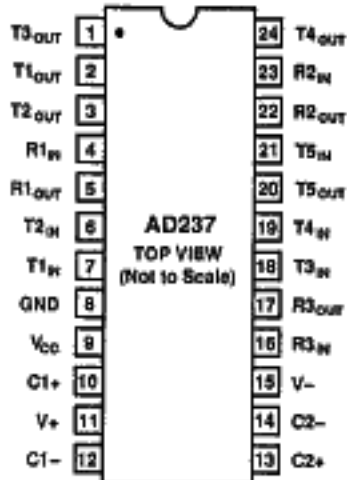 T3OUT 1 24 T4OUT
T1OUT 2 23 R2IN
T2OUT 3 22 R2OUT
R1IN 4 21 T5IN
R1OUT 5 20 T5OUT
T2IN 6 19 T4IN
AD237
TOP VIEW
(Not to Scale)
T1IN 7 18 T3IN
GND 8 17 R3OUT
VCC 9 16 R3IN
C1+ 10 15 V−
V+ 11 14 C2−
C1− 12 13 C2+